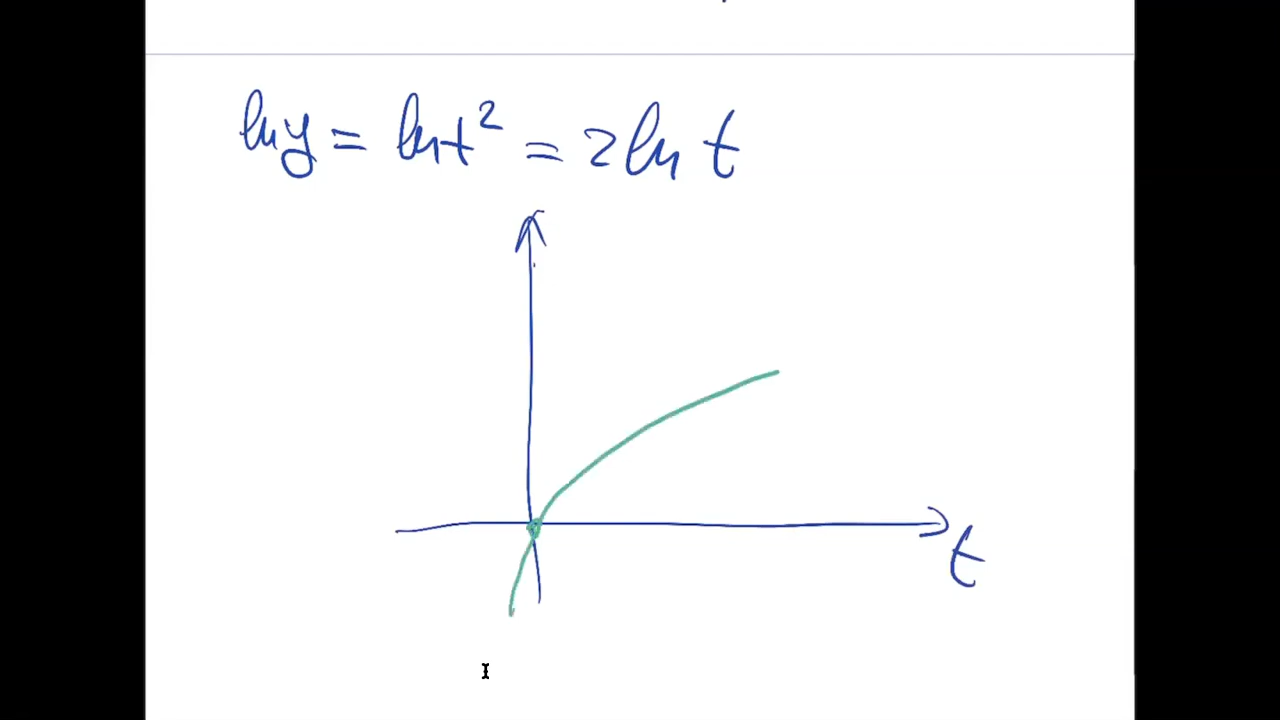 ln y = ln t² = 2 ln t
t